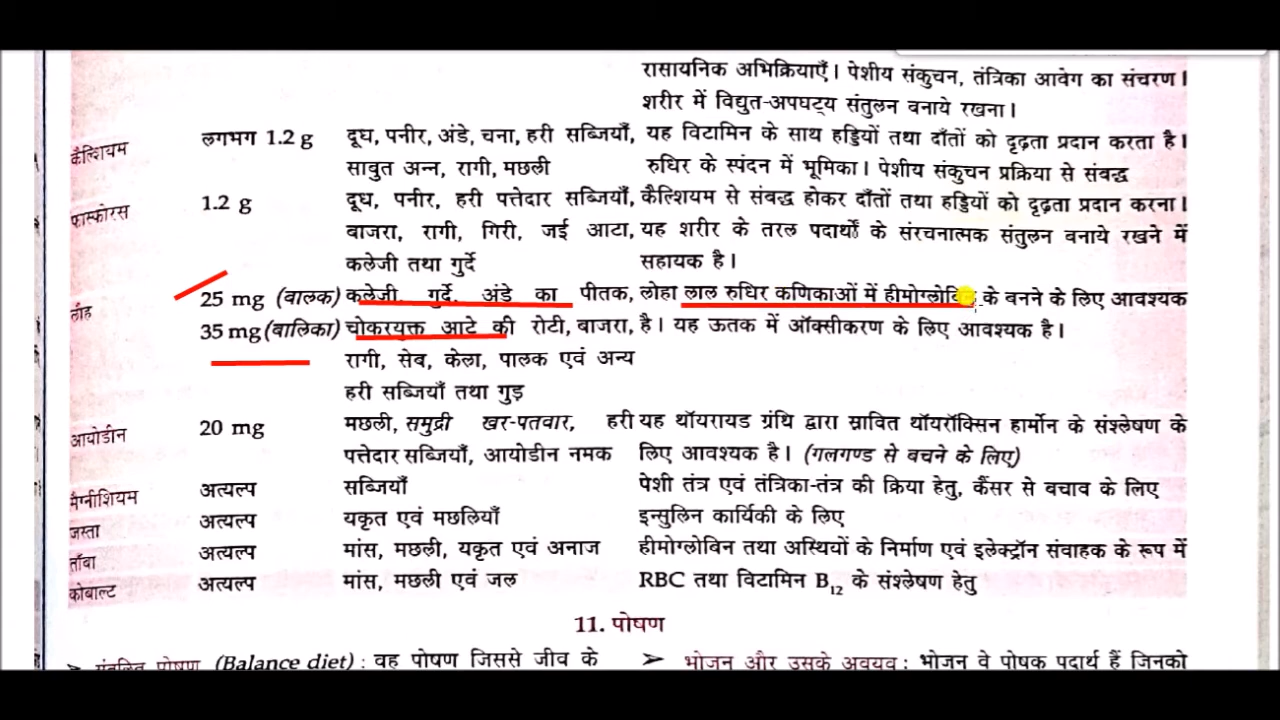 रासायनिक अभिक्रियाएँ। पेशीय संकुचन, तंत्रिका आवेग का संचरण।
शरीर में विद्युत-अपघट्य संतुलन बनाये रखना।
कैल्शियम लगभग 1.2 g दूध, पनीर, अंडे, चना, हरी सब्जियाँ, यह विटामिन के साथ हड्डियों तथा दाँतों को दृढ़ता प्रदान करता है।
साबुत अन्न, रागी, मछली रुधिर के स्पंदन में भूमिका। पेशीय संकुचन प्रक्रिया से संबद्ध
फास्फोरस 1.2 g दूध, पनीर, हरी पत्तेदार सब्जियाँ, कैल्शियम से संबद्ध होकर दाँतों तथा हड्डियों को दृढ़ता प्रदान करना।
बाजरा, रागी, गिरी, जई आटा, यह शरीर के तरल पदार्थों के संरचनात्मक संतुलन बनाये रखने में
कलेजी तथा गुर्दे सहायक है।
लौह 25 mg (बालक) कलेजी, गुर्दे, अंडे का पीतक, लोहा लाल रुधिर कणिकाओं में के बनने के लिए आवश्यक
35 mg (बालिका) चोकरयुक्त आटे की रोटी, बाजरा, है। यह ऊतक में ऑक्सीकरण के लिए आवश्यक है।
रागी, सेब, केला, पालक एवं अन्य
हरी सब्जियाँ तथा गुड़
आयोडीन 20 mg मछली, समुद्री खर-पतवार, हरी यह थॉयरायड ग्रंथि द्वारा स्रावित थॉयरॉक्सिन हार्मोन के संश्लेषण के
पत्तेदार सब्जियाँ, आयोडीन नमक लिए आवश्यक है। (गलगण्ड से बचने के लिए)
मैग्नीशियम अत्यल्प सब्जियाँ पेशी तंत्र एवं तंत्रिका-तंत्र की क्रिया हेतु, कैंसर से बचाव के लिए
जस्ता अत्यल्प यकृत एवं मछलियाँ इन्सुलिन कार्यिकी के लिए
ताँबा अत्यल्प मांस, मछली, यकृत एवं अनाज हीमोग्लोबिन तथा अस्थियों के निर्माण एवं इलेक्ट्रॉन संवाहक के रूप में
कोबाल्ट अत्यल्प मांस, मछली एवं जल RBC तथा विटामिन B₁₂ के संश्लेषण हेतु
11. पोषण
➤ संतुलित पोषण (Balance diet) : वह पोषण जिससे जीव के
➤ भोजन और उसके अवयव : भोजन वे पोषक पदार्थ हैं जिनको